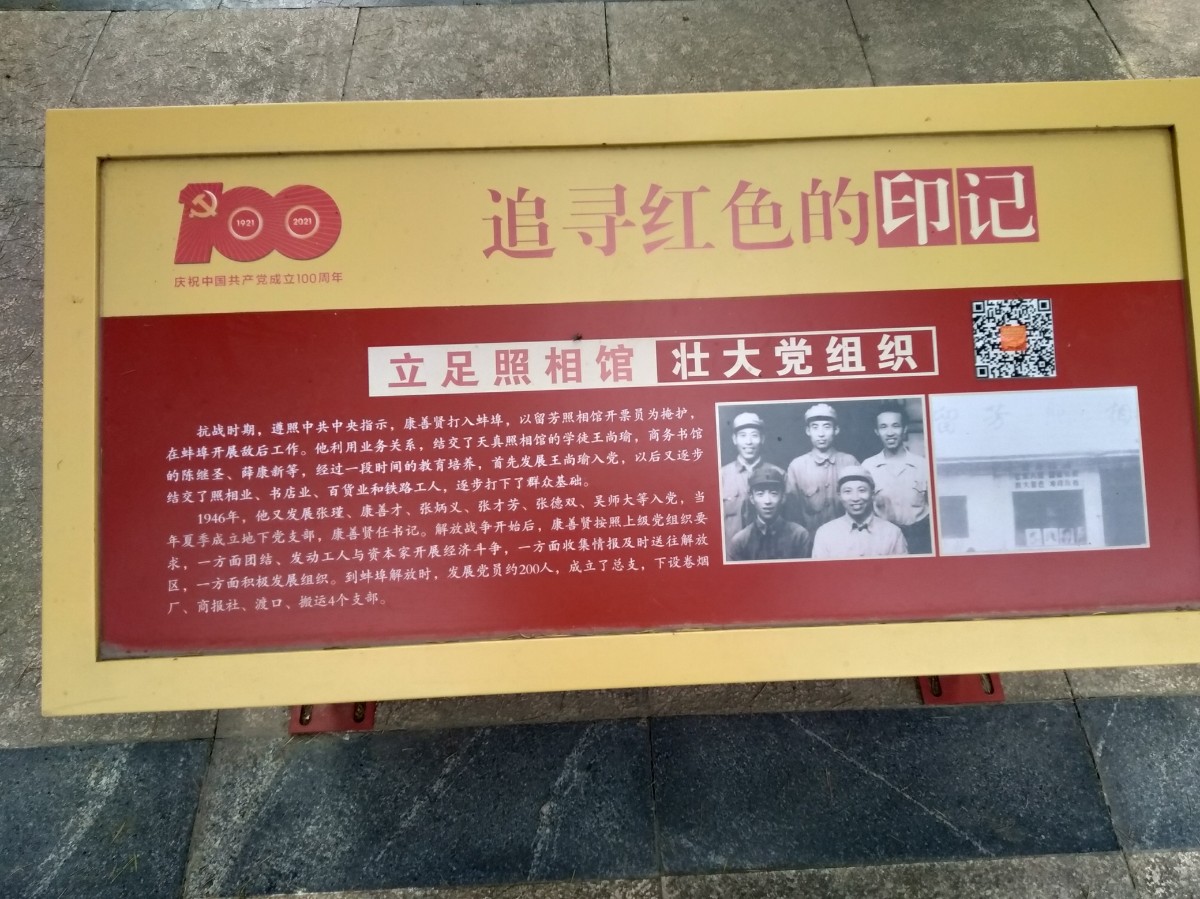 1921
2021
庆祝中国共产党成立100周年
追寻红色的印记
立足照相馆 壮大党组织
抗战时期，遵照中共中央指示，康善贤打入蚌埠，以留芳照相馆开票员为掩护，
在蚌埠开展敌后工作。他利用业务关系，结交了天真照相馆的学徒王尚瑜，商务书馆
的陈继圣、薛康新等，经过一段时间的教育培养，首先发展王尚瑜入党，以后又逐步
结交了照相业、书店业、百货业和铁路工人，逐步打下了群众基础。
1946年，他又发展张瑾、康善才、张炳义、张才芳、张德双、吴师大等入党，当
年夏季成立地下党支部，康善贤任书记。解放战争开始后，康善贤按照上级党组织要
求，一方面团结、发动工人与资本家开展经济斗争，一方面收集情报及时送往解放
区，一方面积极发展组织。到蚌埠解放时，发展党员约200人，成立了总支，下设卷烟
厂、商报社、渡口、搬运4个支部。
留 芳 相